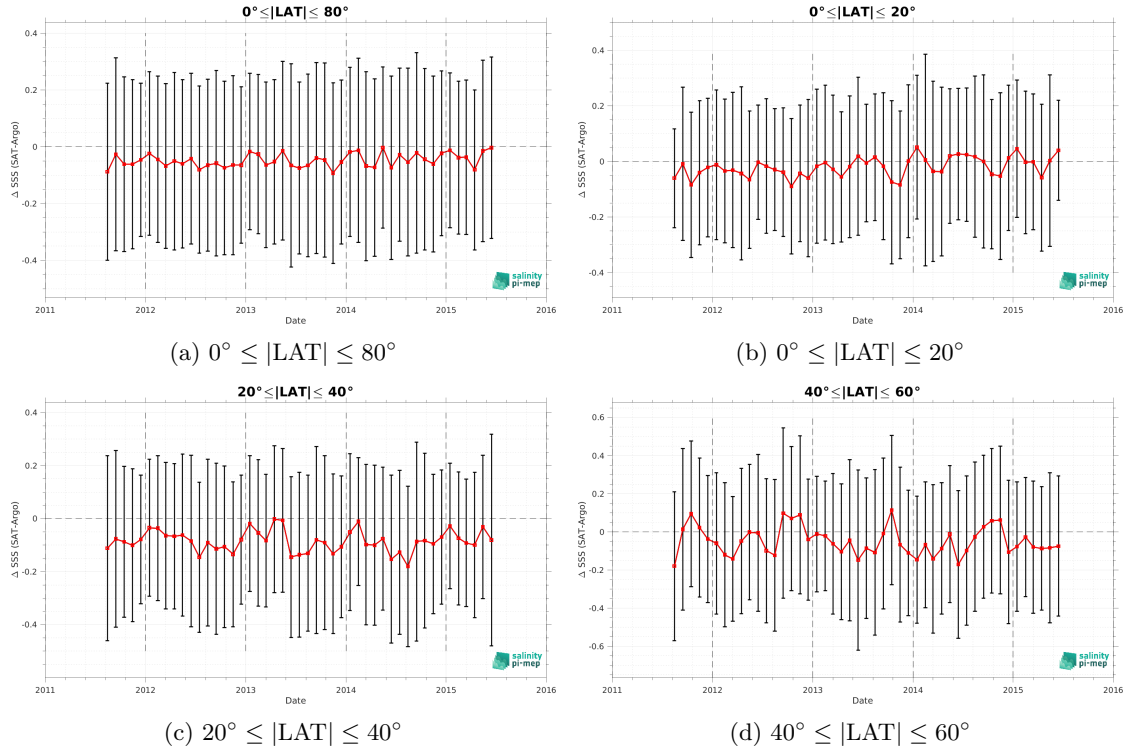 0°≤|LAT|≤ 80°
0.4
0.2
0
-0.2
-0.4
Δ SSS (SAT-Argo)
salinity
pi-mep
2011 2012 2013 2014 2015 2016
Date
(a) 0° ≤ |LAT| ≤ 80°
0°≤|LAT|≤ 20°
0.4
0.2
0
-0.2
-0.4
Δ SSS (SAT-Argo)
salinity
pi-mep
2011 2012 2013 2014 2015 2016
Date
(b) 0° ≤ |LAT| ≤ 20°
20°≤|LAT|≤ 40°
0.4
0.2
0
-0.2
-0.4
Δ SSS (SAT-Argo)
salinity
pi-mep
2011 2012 2013 2014 2015 2016
Date
(c) 20° ≤ |LAT| ≤ 40°
40°≤|LAT|≤ 60°
0.6
0.4
0.2
0
-0.2
-0.4
-0.6
Δ SSS (SAT-Argo)
salinity
pi-mep
2011 2012 2013 2014 2015 2016
Date
(d) 40° ≤ |LAT| ≤ 60°